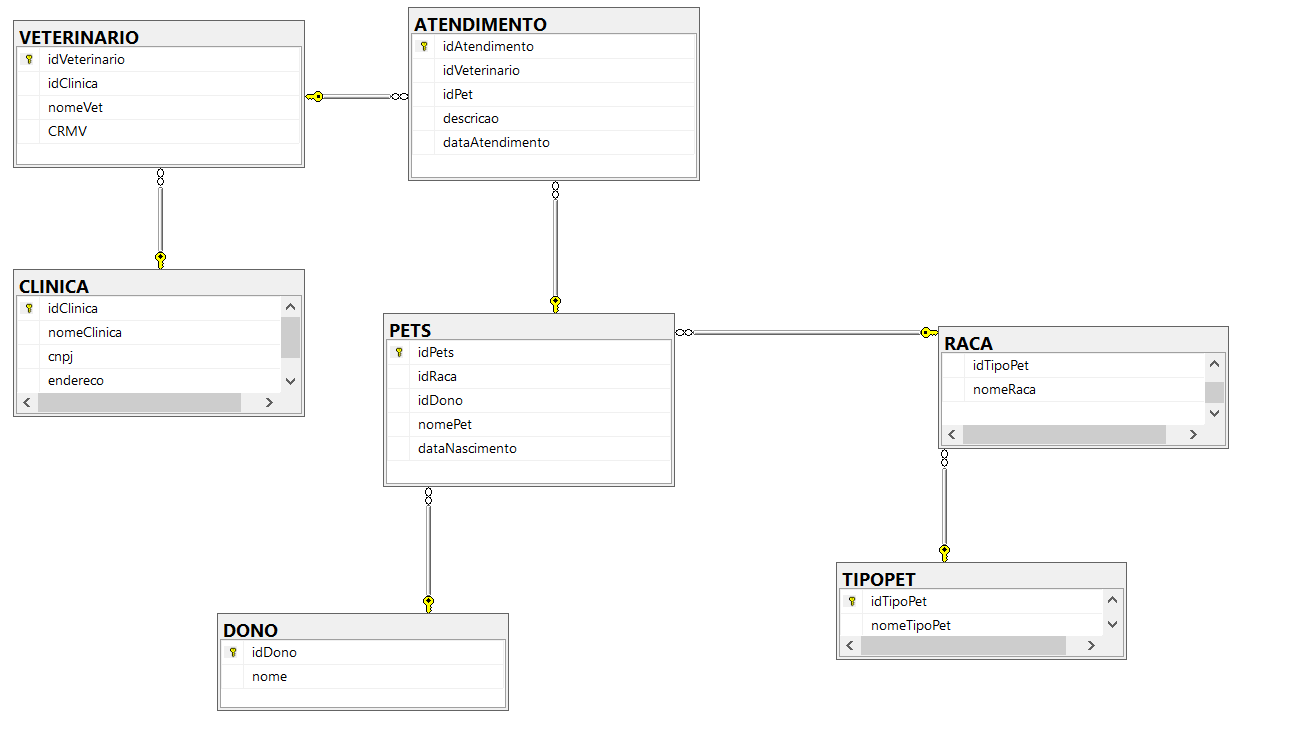 VETERINARIO
idVeterinario
idClinica
nomeVet
CRMV
ATENDIMENTO
idAtendimento
idVeterinario
idPet
descricao
dataAtendimento
CLINICA
idClinica
nomeClinica
cnpj
endereco
PETS
idPets
idRaca
idDono
nomePet
dataNascimento
RACA
idTipoPet
nomeRaca
DONO
idDono
nome
TIPOPET
idTipoPet
nomeTipoPet